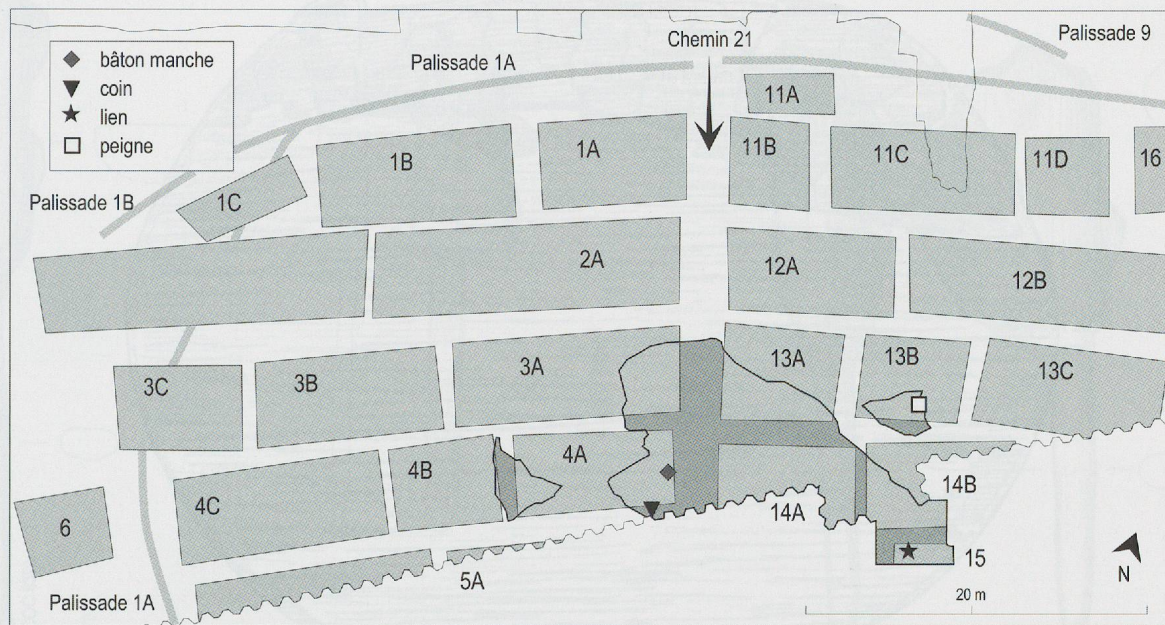 bâton manche
coin
lien
peigne
Palissade 1A
Chemin 21
Palissade 9
Palissade 1B
1C
1B
1A
11A
11B
11C
11D
16
2A
12A
12B
3C
3B
3A
13A
13B
13C
6
4C
4B
4A
14A
14B
5A
15
Palissade 1A
N
20 m